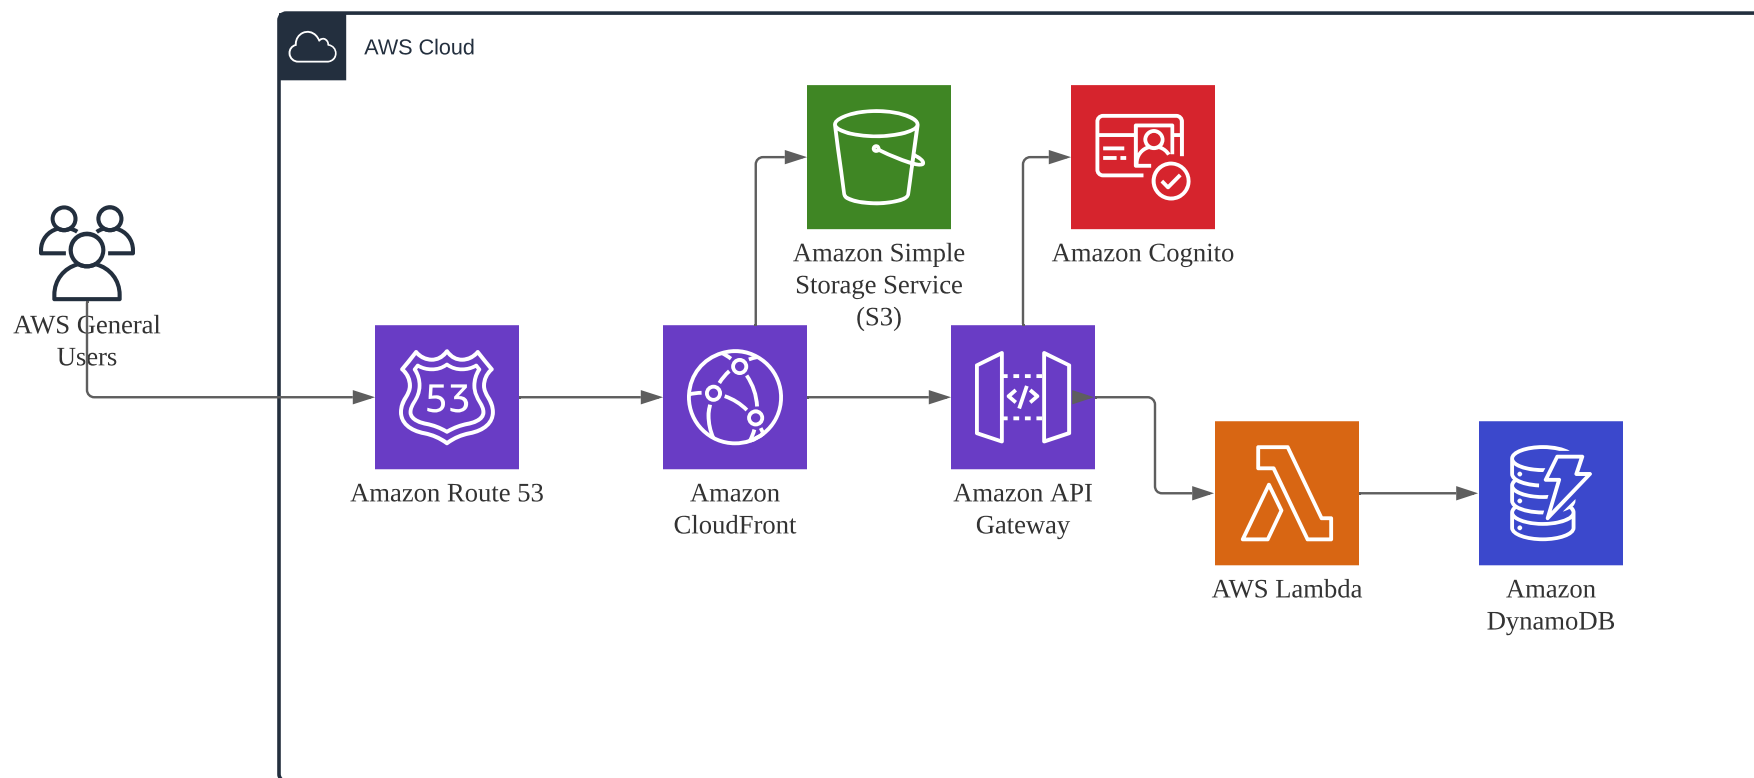 AWS Cloud
Amazon Simple
Storage Service
(S3)
Amazon Cognito
AWS General
Users
53
Amazon Route 53
Amazon
CloudFront
</>
Amazon API
Gateway
AWS Lambda
Amazon
DynamoDB